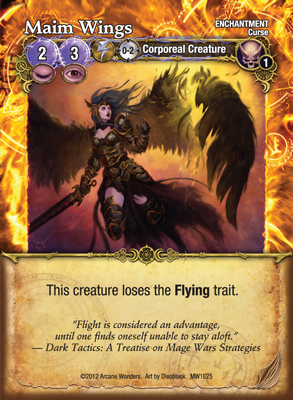 Maim Wings
ENCHANTMENT
Curse
2 3 0-2 Corporeal Creature
1
This creature loses the Flying trait.
"Flight is considered an advantage,
until one finds oneself unable to stay aloft."
— Dark Tactics: A Treatise on Mage Wars Strategies
©2012 Arcane Wonders. Art by Dleoblack. MW1E25